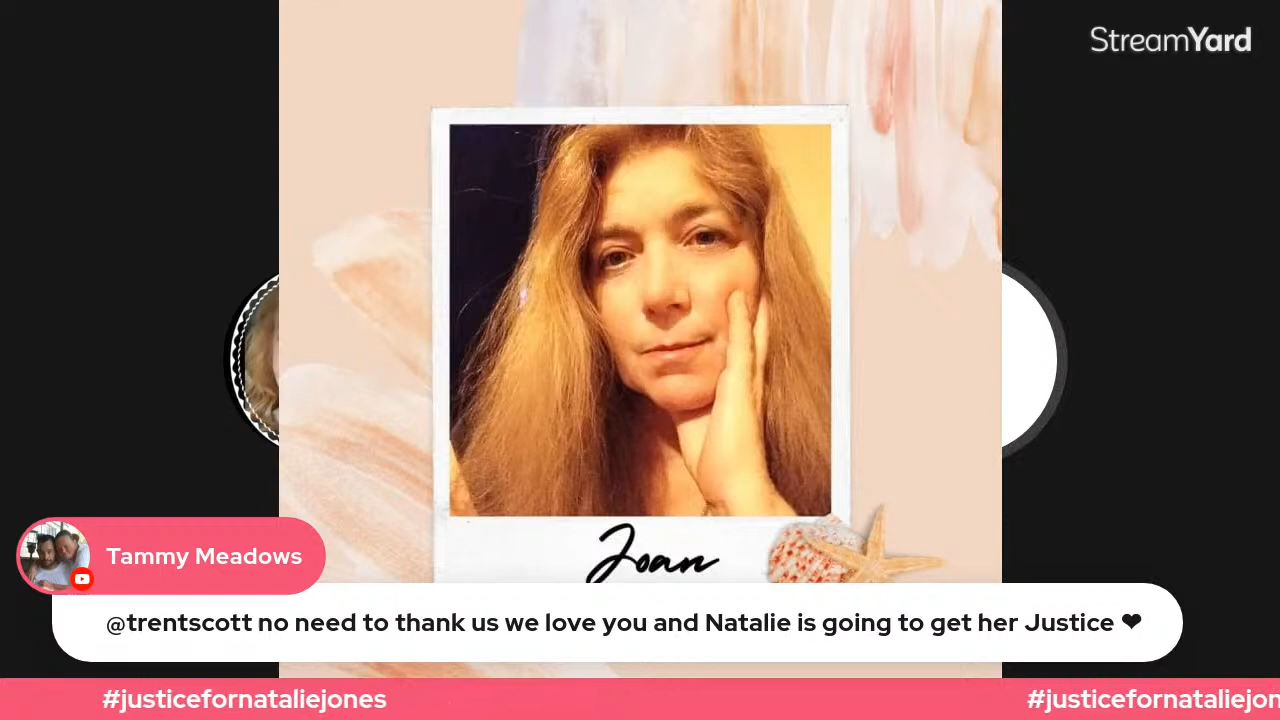 StreamYard
Joan
Tammy Meadows
@trentscott no need to thank us we love you and Natalie is going to get her Justice ❤
#justicefornataliejones
#justicefornataliejon